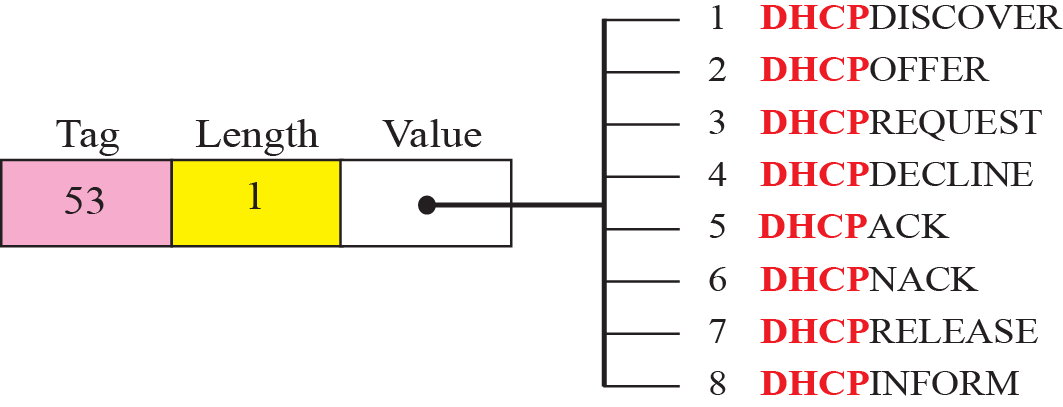 Tag Length Value
53 1
1 DHCPDISCOVER
2 DHCPOFFER
3 DHCPREQUEST
4 DHCPDECLINE
5 DHCPACK
6 DHCPNACK
7 DHCPRELEASE
8 DHCPINFORM